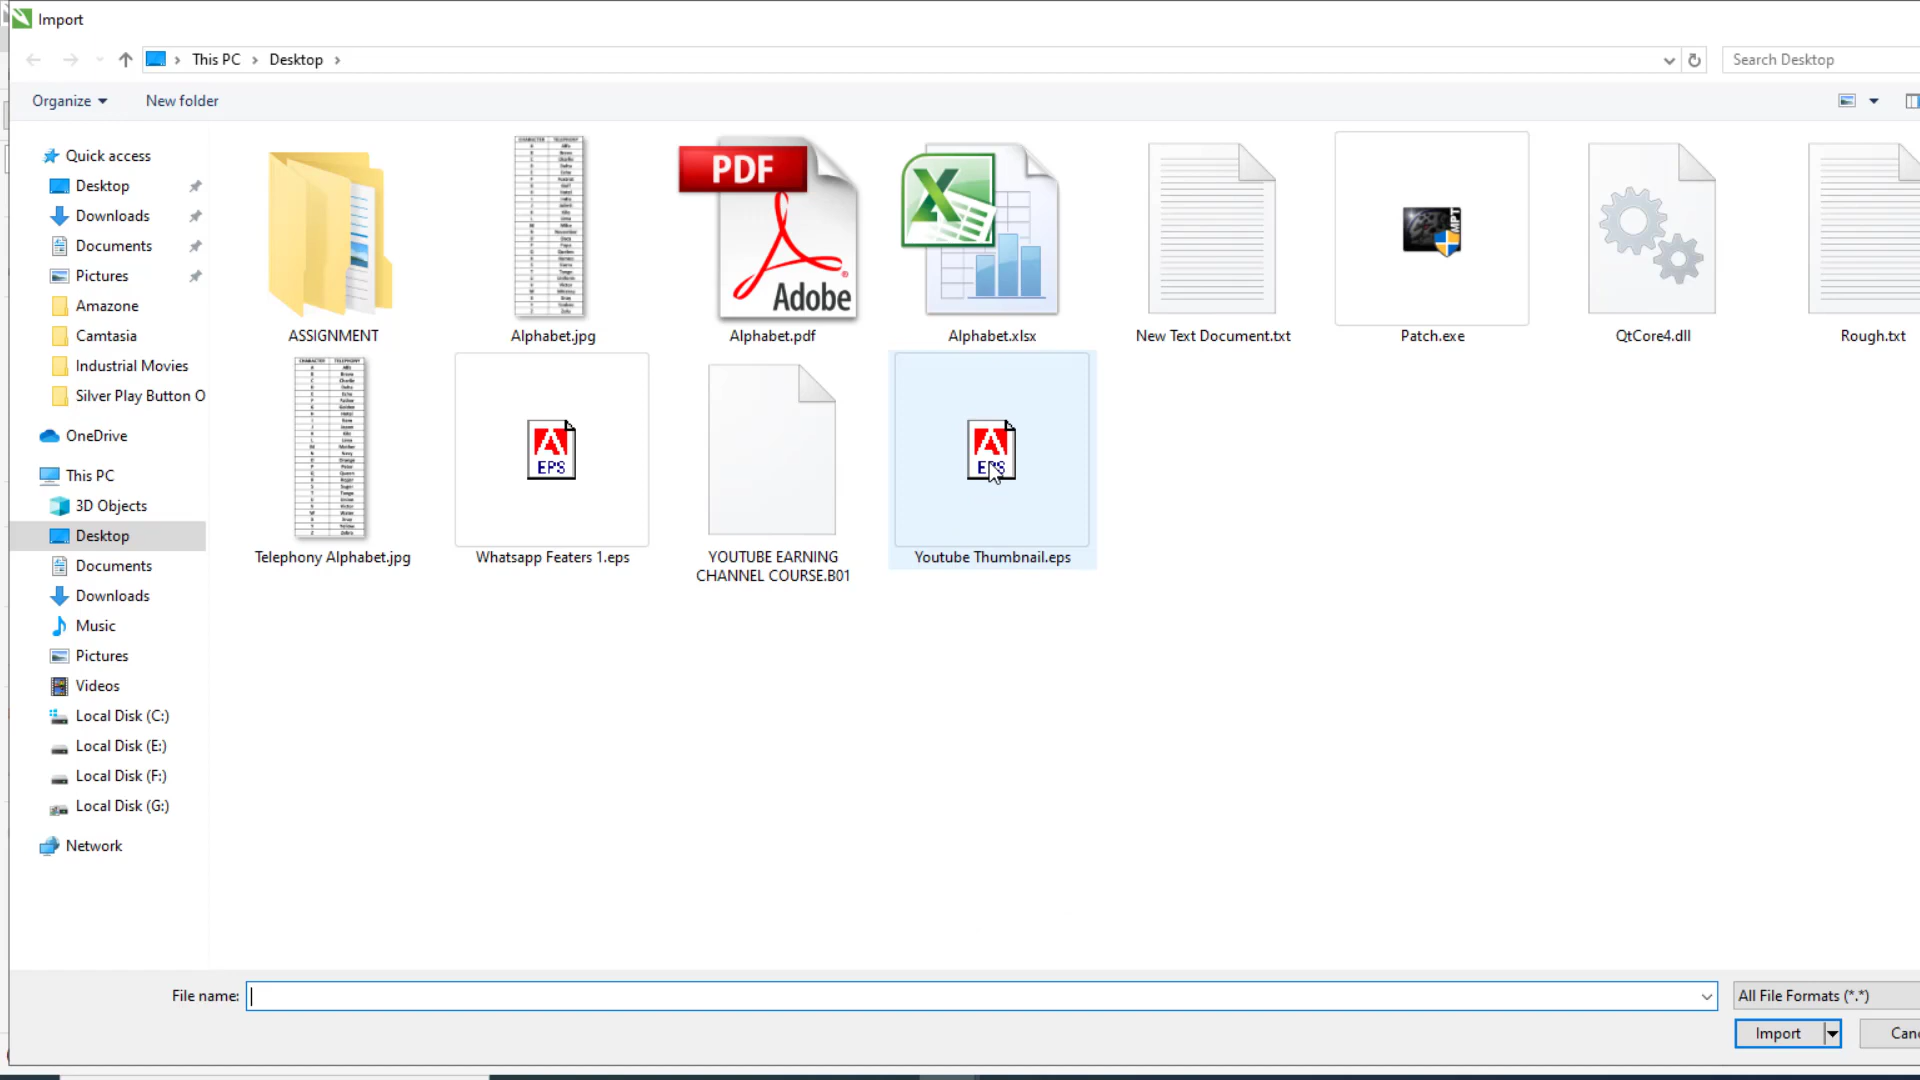 Import
This PC
Desktop
Search Desktop
Organize
New folder
Quick access
Desktop
Downloads
Documents
Pictures
Amazone
Camtasia
Industrial Movies
Silver Play Button O
OneDrive
This PC
3D Objects
Desktop
Documents
Downloads
Music
Pictures
Videos
Local Disk (C:)
Local Disk (E:)
Local Disk (F:)
Local Disk (G:)
Network
PDF
Adobe
MPT
ASSIGNMENT
Alphabet.jpg
Alphabet.pdf
Alphabet.xlsx
New Text Document.txt
Patch.exe
QtCore4.dll
Rough.txt
EPS
EPS
Telephony Alphabet.jpg
Whatsapp Featers 1.eps
YOUTUBE EARNING
CHANNEL COURSE.B01
Youtube Thumbnail.eps
File name:
All File Formats (*.*)
Import
Canc